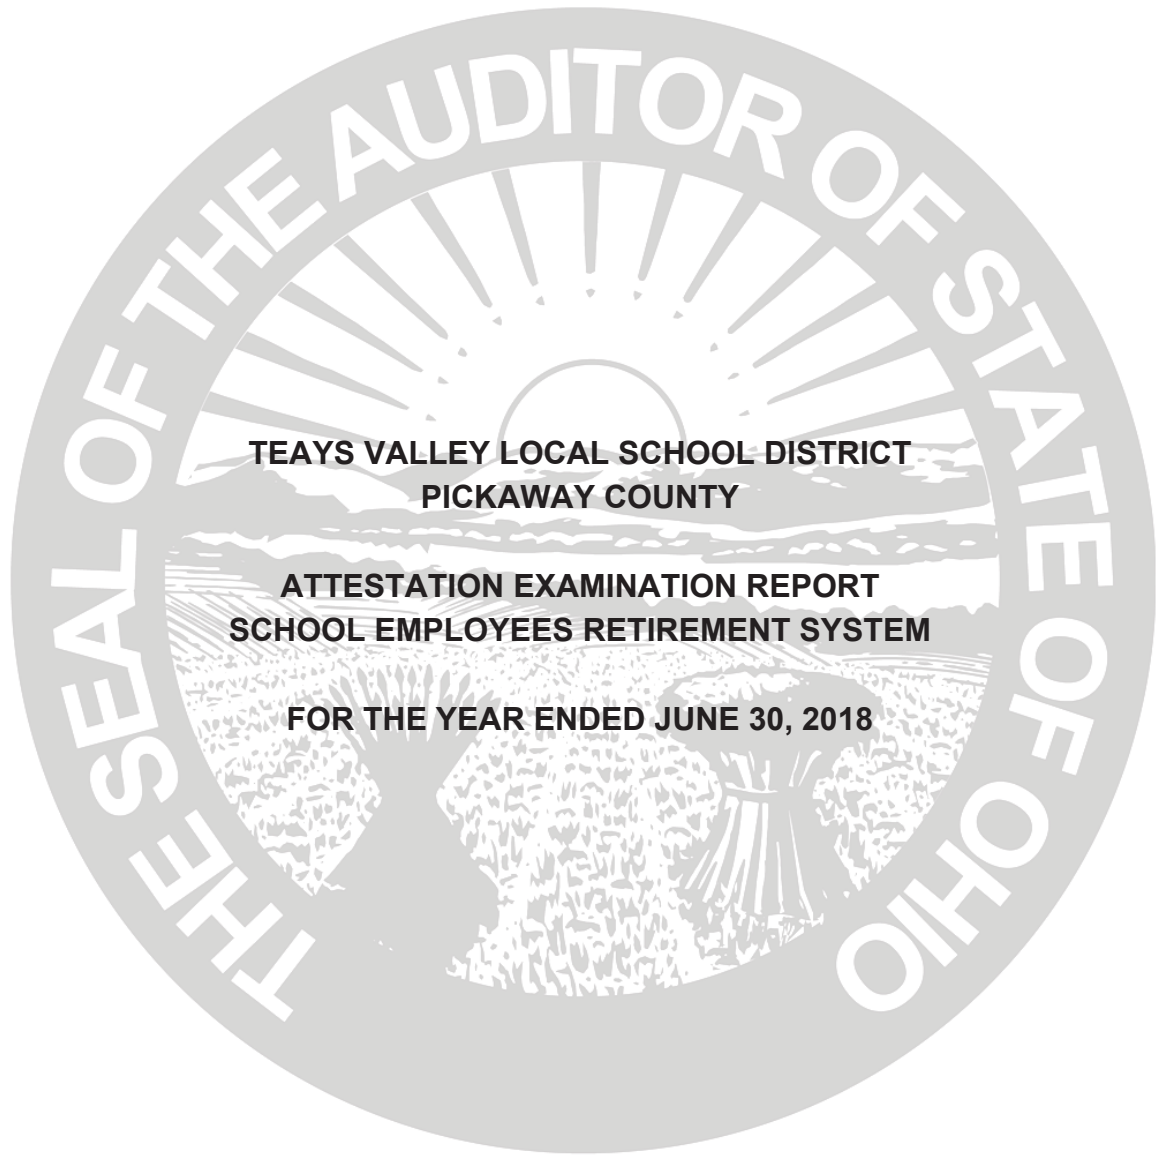 THE SEAL OF THE AUDITOR OF STATE OF OHIO
TEAYS VALLEY LOCAL SCHOOL DISTRICT
PICKAWAY COUNTY
ATTESTATION EXAMINATION REPORT
SCHOOL EMPLOYEES RETIREMENT SYSTEM
FOR THE YEAR ENDED JUNE 30, 2018